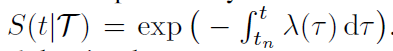 S(t|𝒯) = exp ( − ∫_{t_n}^{t} λ(τ) dτ).